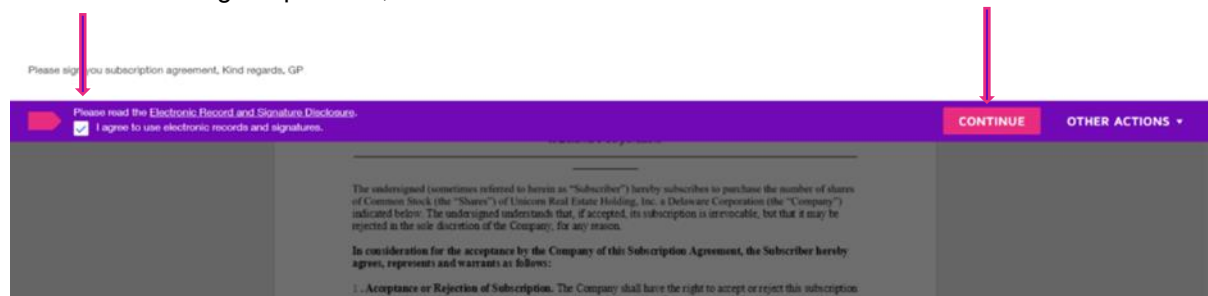 Please sign you subscription agreement, Kind regards, GP
Please read the Electronic Record and Signature Disclosure.
I agree to use electronic records and signatures.
CONTINUE
OTHER ACTIONS
The undersigned (sometimes referred to herein as "Subscriber") hereby subscribes to purchase the number of shares
of Common Stock (the "Shares") of Unicorn Real Estate Holding, Inc. a Delaware Corporation (the "Company")
indicated below: The undersigned understands that, if accepted, its subscription is irrevocable, but that it may be
rejected in the sole discretion of the Company, for any reason.
In consideration for the acceptance by the Company of this Subscription Agreement, the Subscriber hereby
agrees, represents and warrants as follows:
1. Acceptance or Rejection of Subscription. The Company shall have the right to accept or reject this subscription